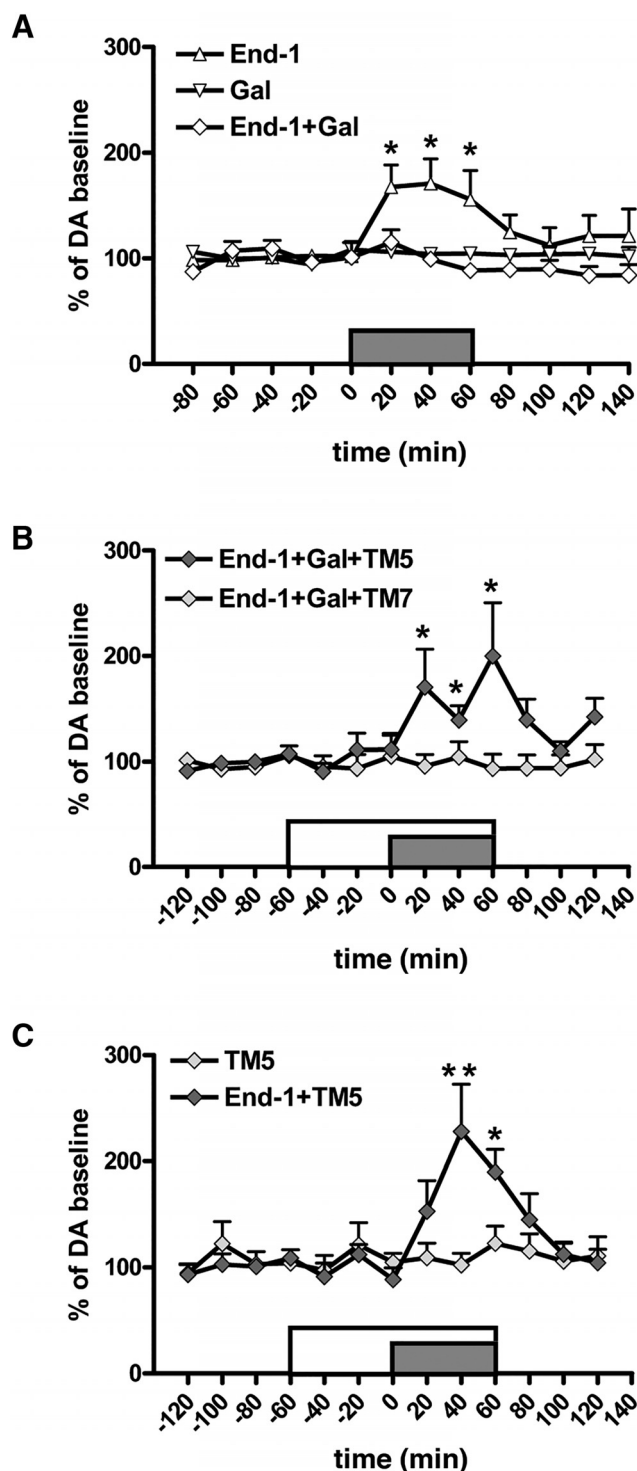 A
300
200
100
0
% of DA baseline
End-1
Gal
End-1+Gal
* * *
-80 -60 -40 -20 0 20 40 60 80 100 120 140
time (min)
B
300
200
100
0
% of DA baseline
End-1+Gal+TM5
End-1+Gal+TM7
* * *
-120 -100 -80 -60 -40 -20 0 20 40 60 80 100 120 140
time (min)
C
300
200
100
0
% of DA baseline
TM5
End-1+TM5
** *
-120 -100 -80 -60 -40 -20 0 20 40 60 80 100 120 140
time (min)